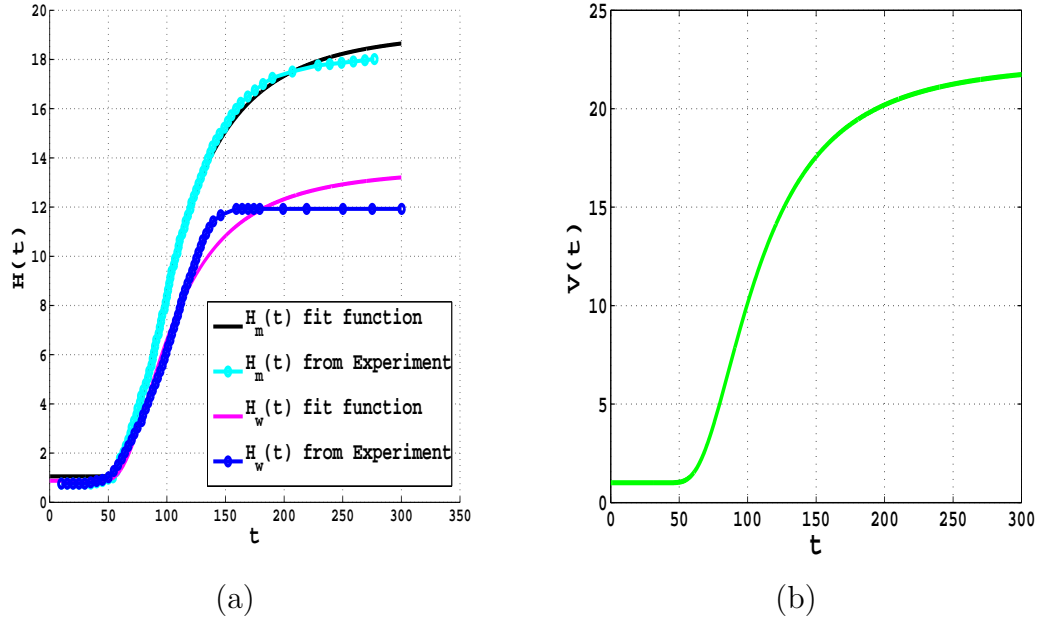 20
18
16
14
12
10
8
6
4
2
0
H(t)
0 50 100 150 200 250 300 350
t
H_m(t) fit function
H_m(t) from Experiment
H_w(t) fit function
H_w(t) from Experiment
(a)
25
20
15
10
5
0
V(t)
0 50 100 150 200 250 300
t
(b)